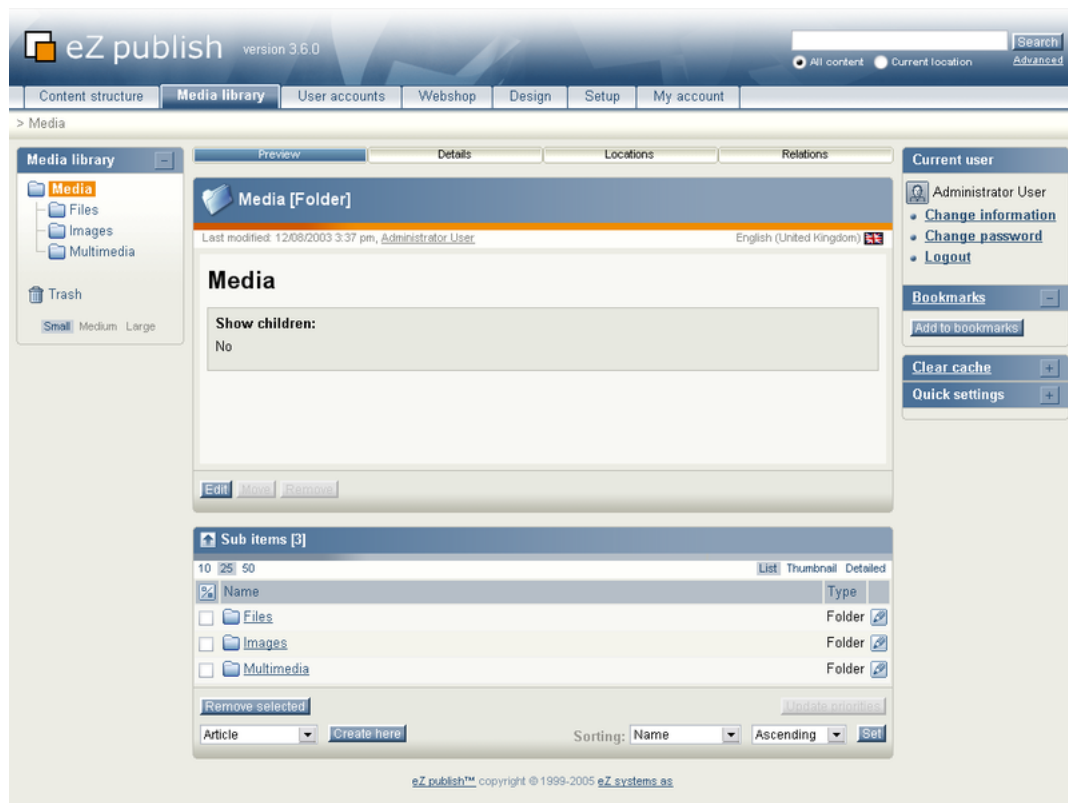 eZ publish version 3.6.0
Search
All content Current location Advanced
Content structure Media library User accounts Webshop Design Setup My account
> Media
Media library
Media
Files
Images
Multimedia
Trash
Small Medium Large
Preview Details Locations Relations
Media [Folder]
Last modified: 12/08/2003 3:37 pm, Administrator User English (United Kingdom)
Media
Show children:
No
Edit Move Remove
Sub items [3]
10 25 50 List Thumbnail Detailed
Name Type
Files Folder
Images Folder
Multimedia Folder
Remove selected Update priorities
Article Create here Sorting: Name Ascending Set
Current user
Administrator User
Change information
Change password
Logout
Bookmarks
Add to bookmarks
Clear cache
Quick settings
eZ publish™ copyright © 1999-2005 eZ systems as